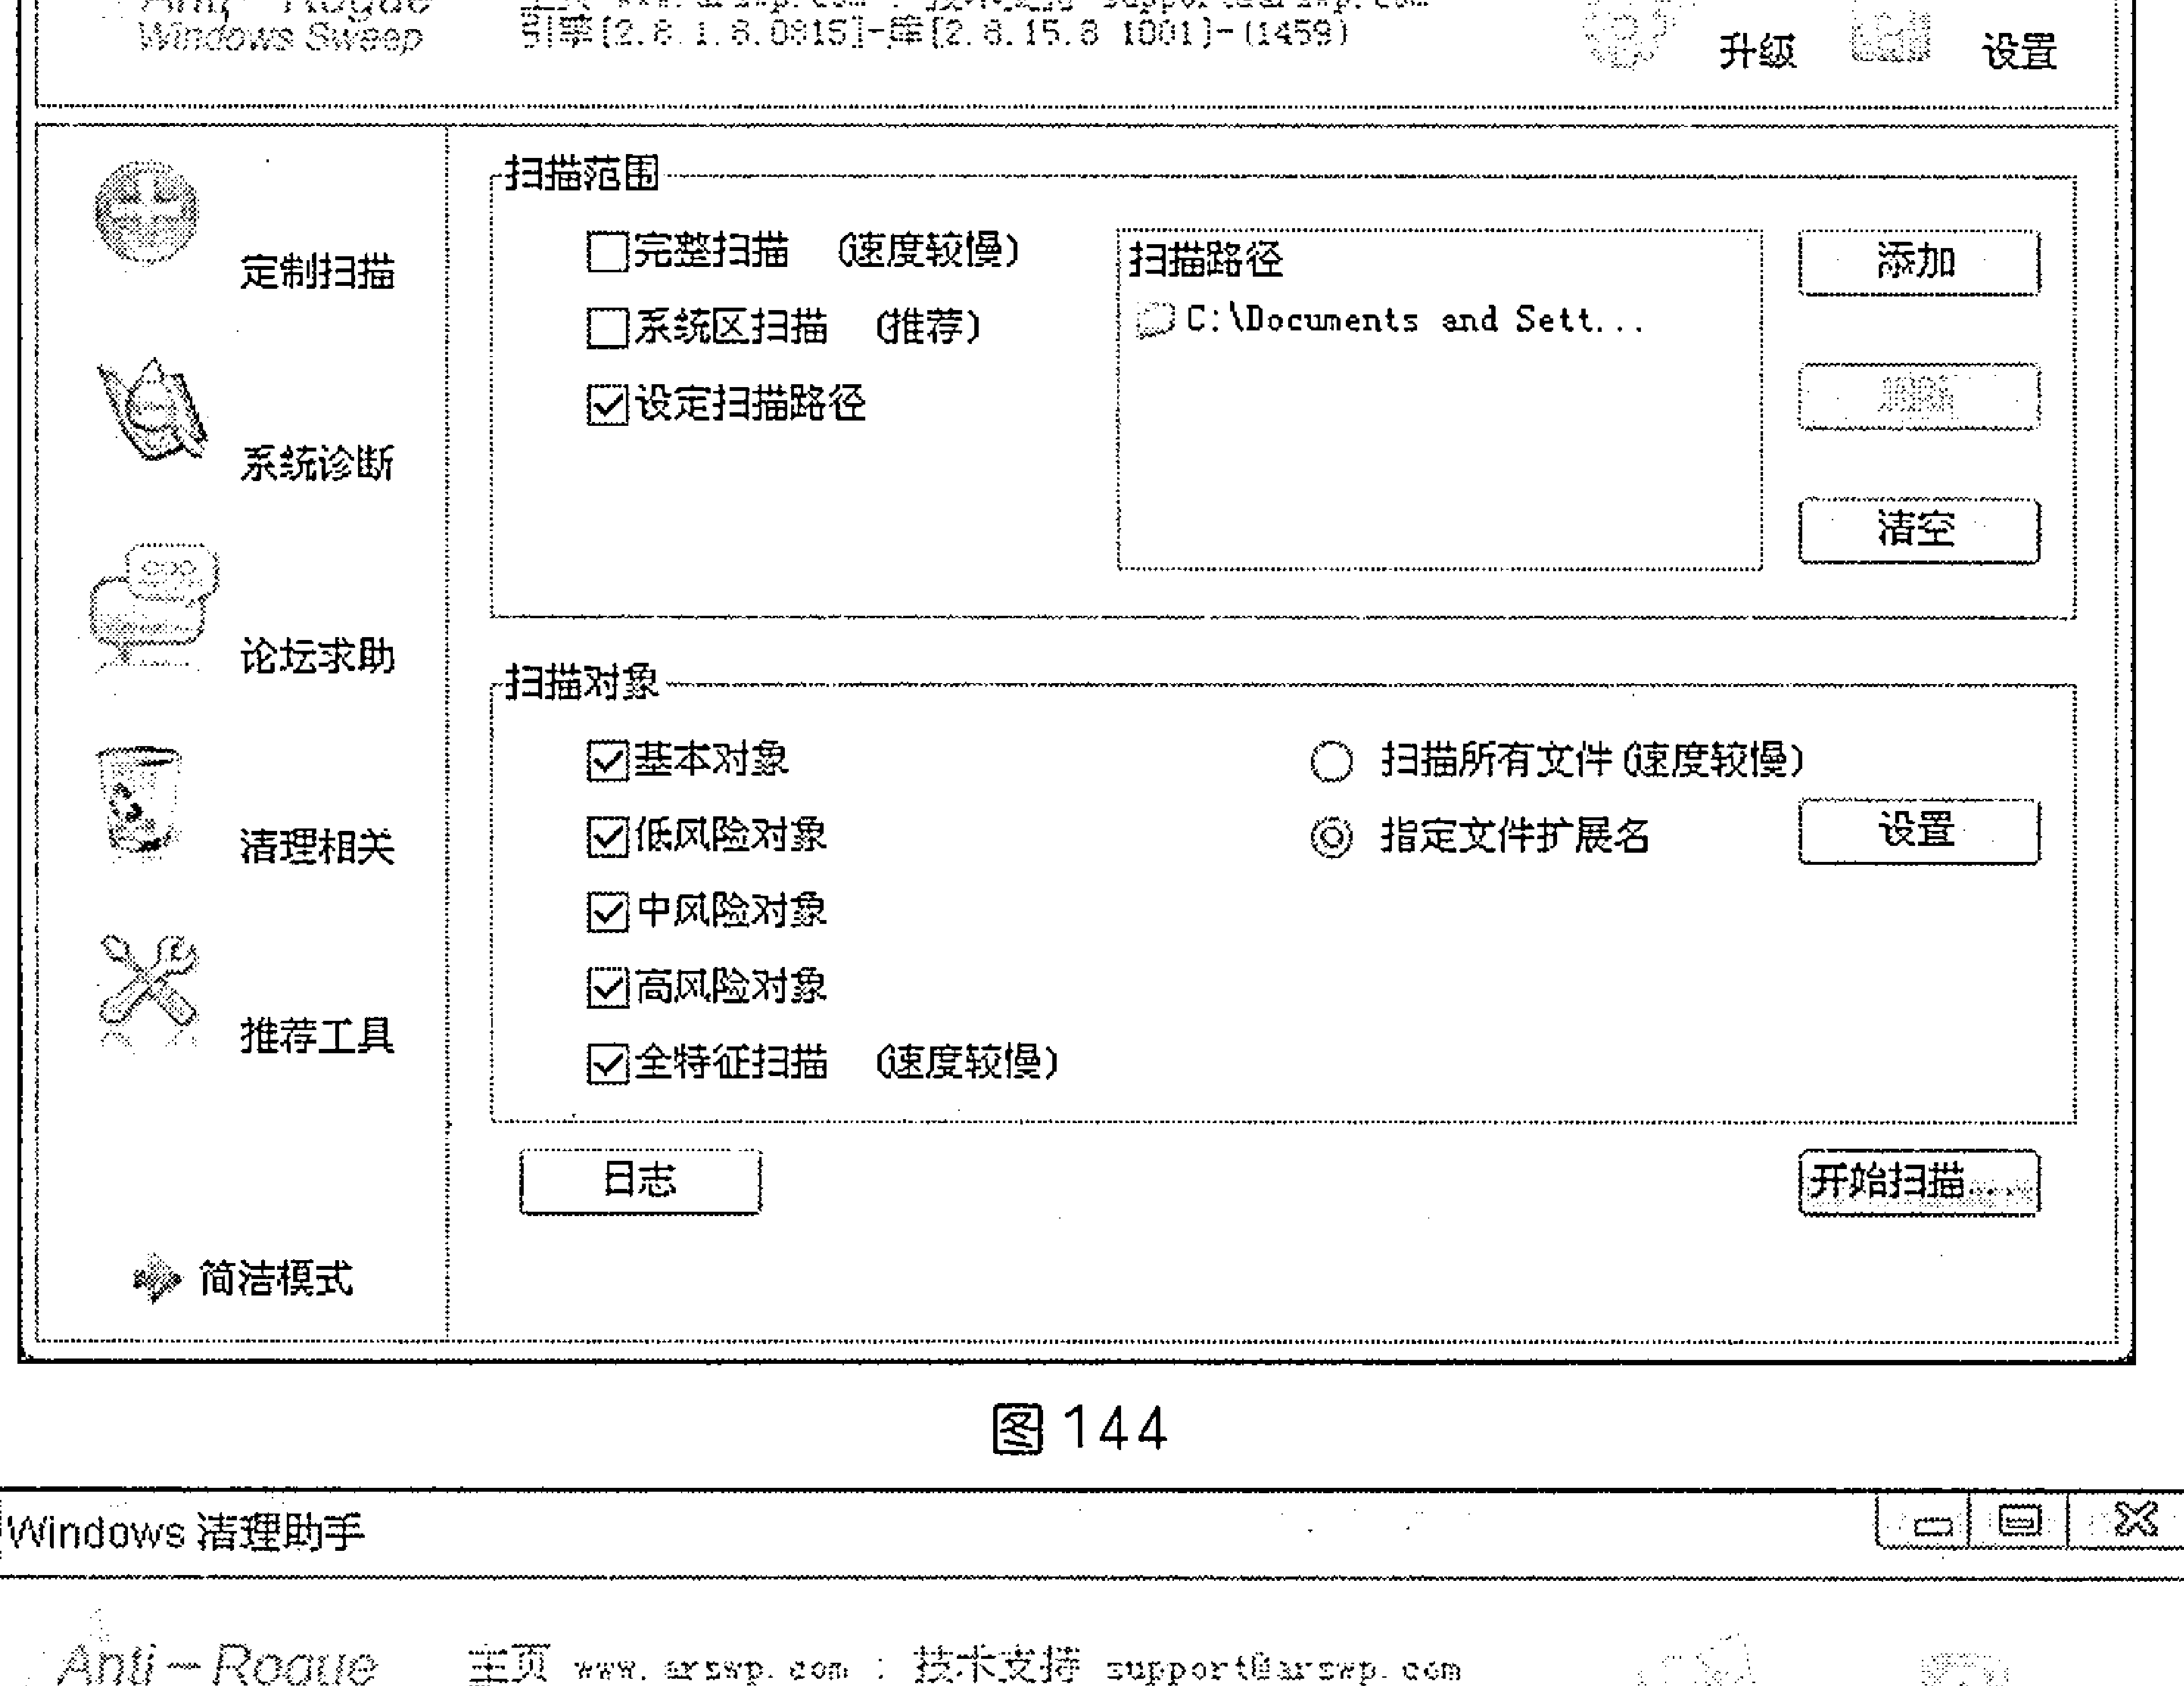 Windows Sweep
引擎[2.8.1.8.0815]-库[2.8.15.8 1001]-(1459)
升级
设置
扫描范围
完整扫描 (速度较慢)
系统区扫描 (推荐)
设定扫描路径
扫描路径
C:\Documents and Sett...
添加
删除
清空
定制扫描
系统诊断
论坛求助
清理相关
推荐工具
简洁模式
扫描对象
基本对象
低风险对象
中风险对象
高风险对象
全特征扫描 (速度较慢)
扫描所有文件(速度较慢)
指定文件扩展名
设置
日志
开始扫描...
图 144
Windows 清理助手
Anti-Rogue
主页 www.arswp.com : 技术支持 support@arswp.com